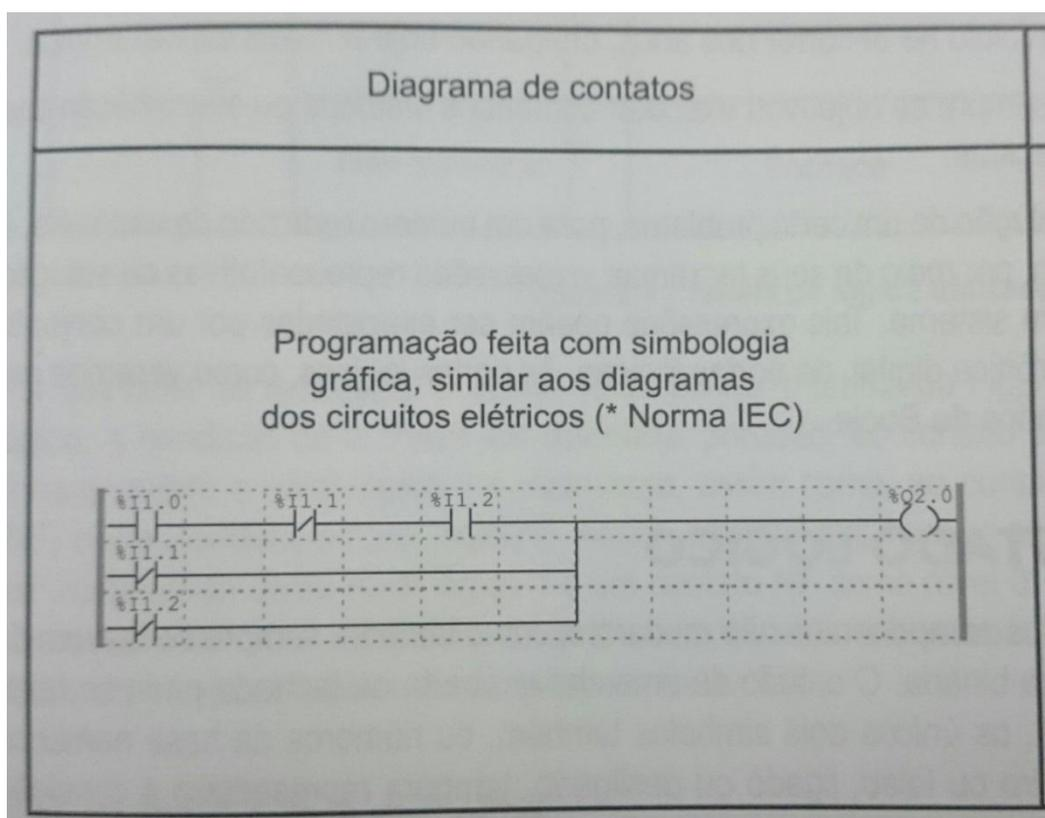 Diagrama de contatos
Programação feita com simbologia
gráfica, similar aos diagramas
dos circuitos elétricos (* Norma IEC)
%I1.0 %I1.1 %I1.2 %Q2.0
%I1.1
%I1.2